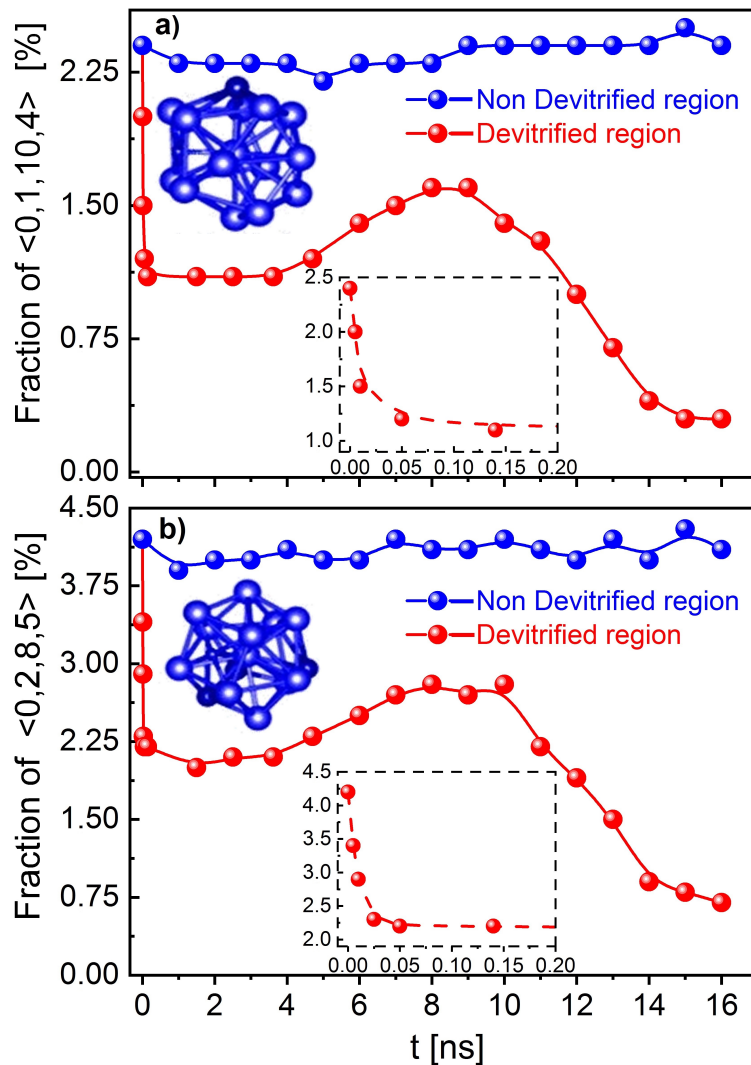 a)
Fraction of <0,1,10,4> [%]
2.25
1.50
0.75
0.00
Non Devitrified region
Devitrified region
2.5
2.0
1.5
1.0
0.00 0.05 0.10 0.15 0.20
b)
Fraction of <0,2,8,5> [%]
4.50
3.75
3.00
2.25
1.50
0.75
0.00
Non Devitrified region
Devitrified region
4.5
4.0
3.5
3.0
2.5
2.0
0.00 0.05 0.10 0.15 0.20
0 2 4 6 8 10 12 14 16
t [ns]